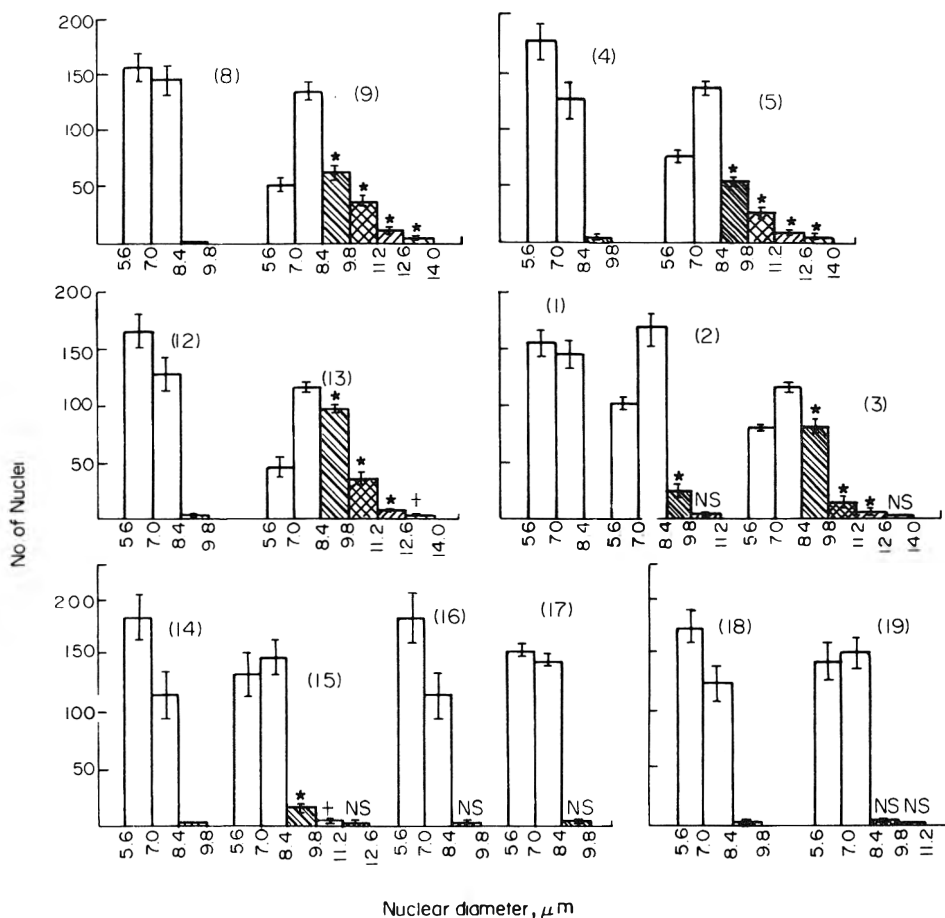 No of Nuclei
200
150
100
50
(8)
(9)
* * * *
5.6 7.0 8.4 9.8
5.6 7.0 8.4 9.8 11.2 12.6 14.0
(4)
(5)
* * * *
5.6 7.0 8.4 9.8
5.6 7.0 8.4 9.8 11.2 12.6 14.0
200
150
100
50
(12)
(13)
* * * +
5.6 7.0 8.4 9.8
5.6 7.0 8.4 9.8 11.2 12.6 14.0
(1)
(2)
(3)
* NS
* * * NS
5.6 7.0 8.4
5.6 7.0 8.4 9.8 11.2
5.6 7.0 8.4 9.8 11.2 12.6 14.0
200
150
100
50
(14)
(15)
(16)
(17)
* + NS
NS
NS
5.6 7.0 8.4 9.8
5.6 7.0 8.4 9.8 11.2 12.6
5.6 7.0 8.4 9.8
5.6 7.0 8.4 9.8
(18)
(19)
NS NS
5.6 7.0 8.4 9.8
5.6 7.0 8.4 9.8 11.2
Nuclear diameter, μm